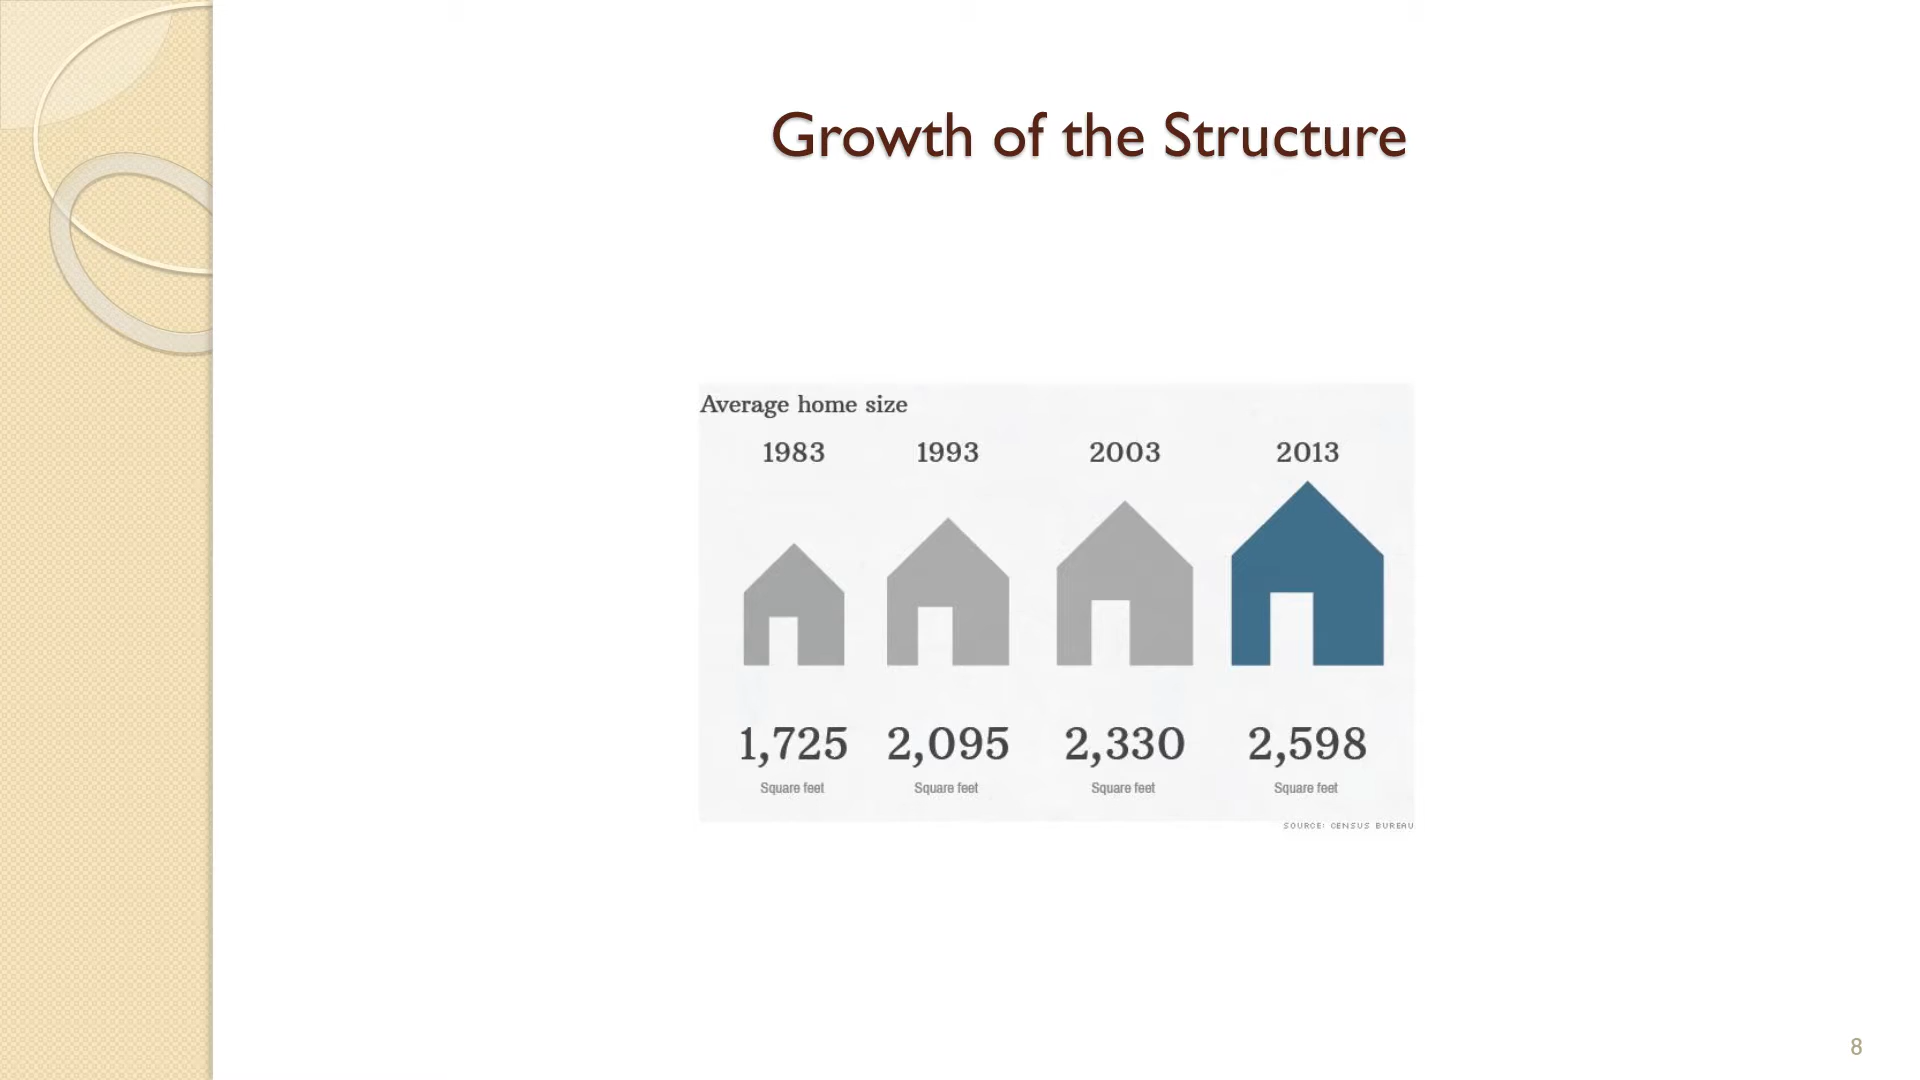 Growth of the Structure
Average home size
1983 1993 2003 2013
1,725 2,095 2,330 2,598
Square feet Square feet Square feet Square feet
SOURCE: CENSUS BUREAU
8